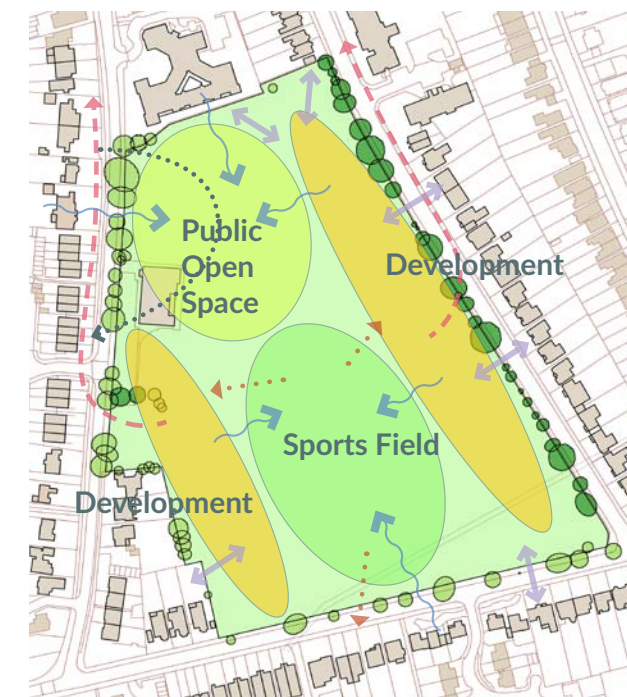 Public
Open
Space
Development
Sports Field
Development